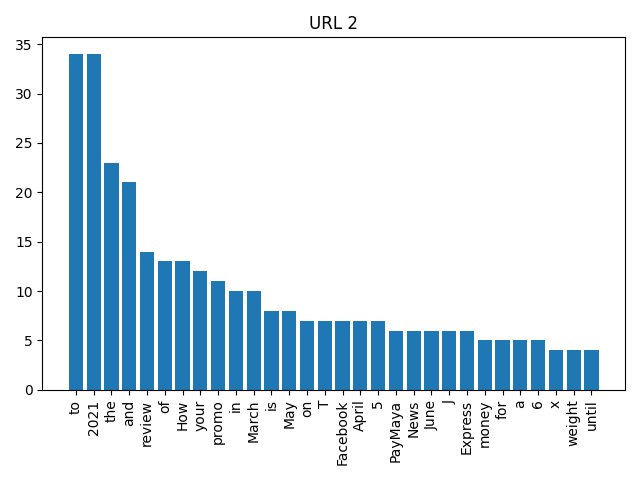 URL 2
35
30
25
20
15
10
5
0
to
2021
the
and
review
of
How
your
promo
in
March
is
May
on
T
Facebook
April
5
PayMaya
News
June
J
Express
money
for
a
6
x
weight
until